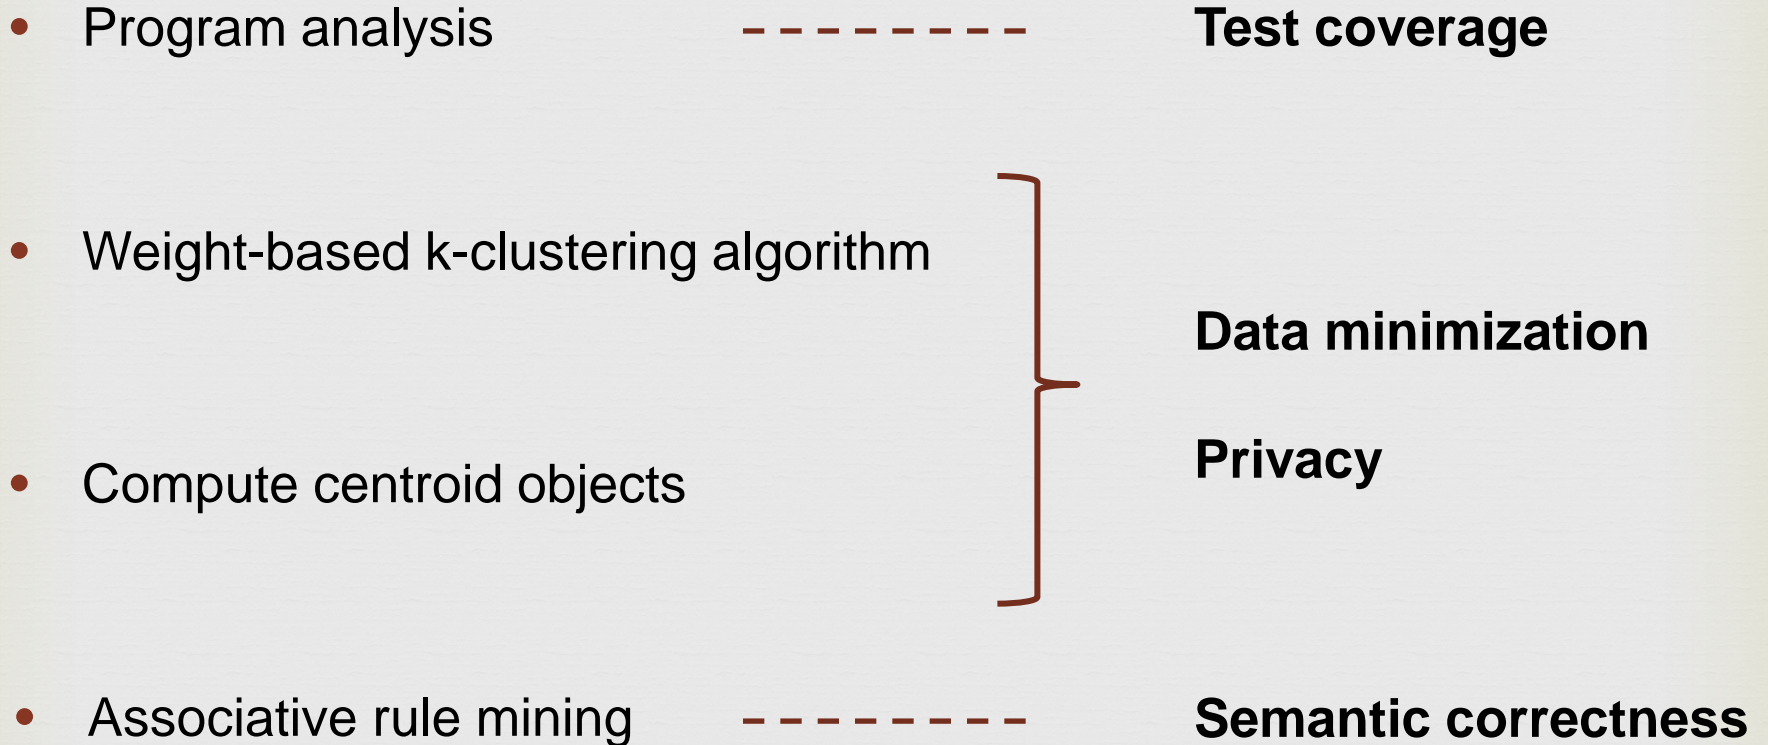 • Program analysis
Test coverage
• Weight-based k-clustering algorithm
Data minimization
Privacy
• Compute centroid objects
• Associative rule mining
Semantic correctness